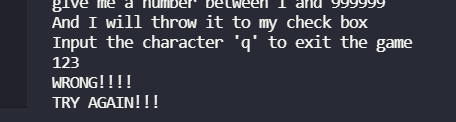 give me a number between 1 and 999999
And I will throw it to my check box
Input the character 'q' to exit the game
123
WRONG!!!!
TRY AGAIN!!!